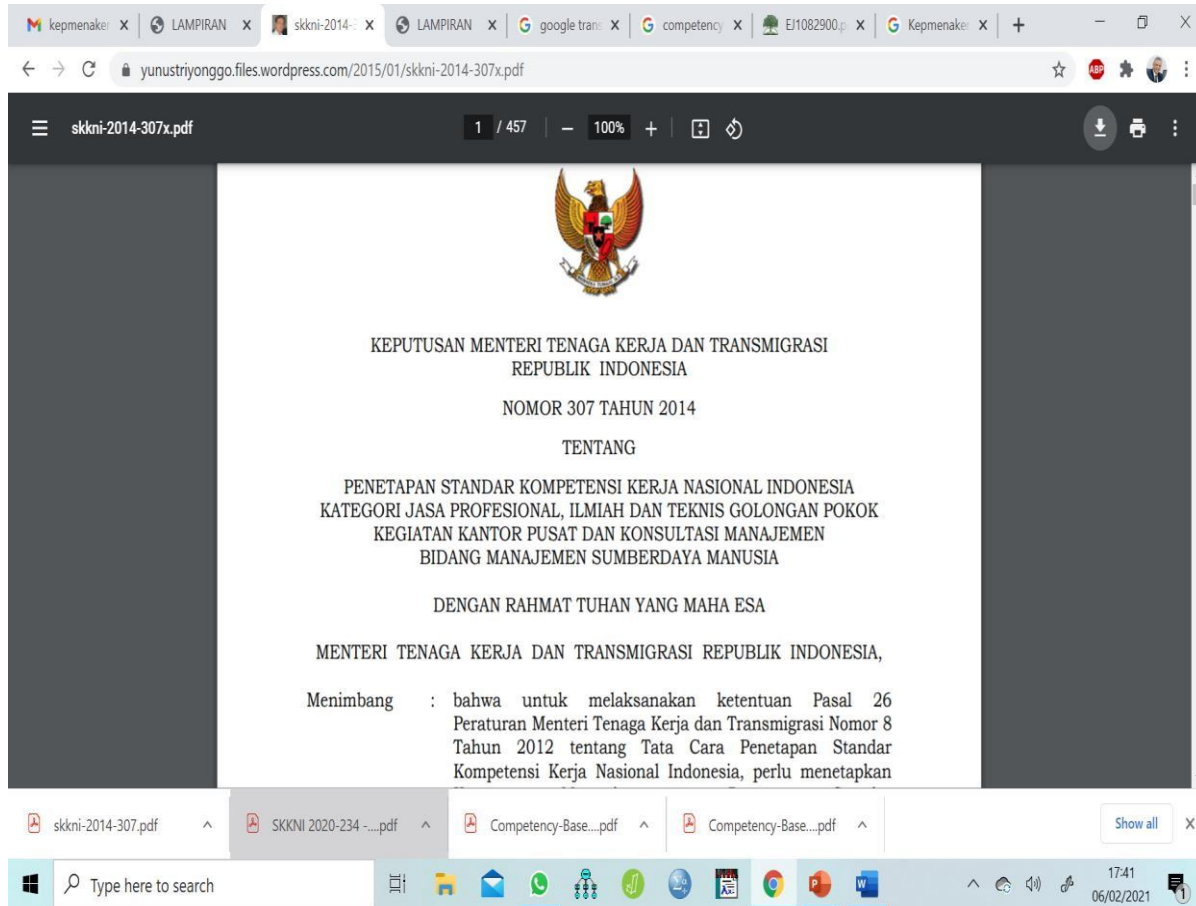 kepmenaker
LAMPIRAN
skkni-2014-3
LAMPIRAN
google trans
competency
EJ1082900.p
Kepmenaker
yunustriyonggo.files.wordpress.com/2015/01/skkni-2014-307x.pdf
ABP
skkni-2014-307x.pdf
1 / 457
100%
KEPUTUSAN MENTERI TENAGA KERJA DAN TRANSMIGRASI
REPUBLIK INDONESIA
NOMOR 307 TAHUN 2014
TENTANG
PENETAPAN STANDAR KOMPETENSI KERJA NASIONAL INDONESIA
KATEGORI JASA PROFESIONAL, ILMIAH DAN TEKNIS GOLONGAN POKOK
KEGIATAN KANTOR PUSAT DAN KONSULTASI MANAJEMEN
BIDANG MANAJEMEN SUMBERDAYA MANUSIA
DENGAN RAHMAT TUHAN YANG MAHA ESA
MENTERI TENAGA KERJA DAN TRANSMIGRASI REPUBLIK INDONESIA,
Menimbang : bahwa untuk melaksanakan ketentuan Pasal 26
Peraturan Menteri Tenaga Kerja dan Transmigrasi Nomor 8
Tahun 2012 tentang Tata Cara Penetapan Standar
Kompetensi Kerja Nasional Indonesia, perlu menetapkan
skkni-2014-307.pdf
SKKNI 2020-234 -....pdf
Competency-Base....pdf
Competency-Base....pdf
Show all
Type here to search
17:41
06/02/2021
1